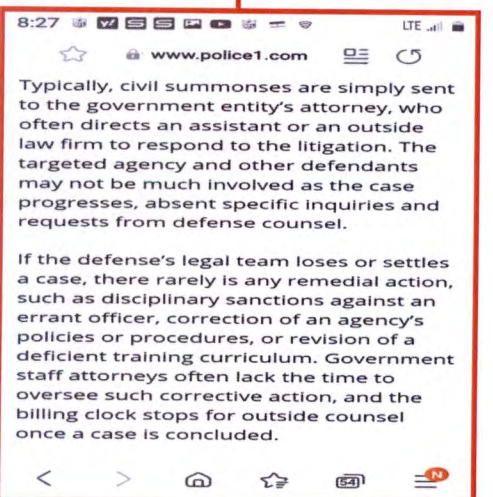 8:27 LTE
www.police1.com
Typically, civil summonses are simply sent
to the government entity's attorney, who
often directs an assistant or an outside
law firm to respond to the litigation. The
targeted agency and other defendants
may not be much involved as the case
progresses, absent specific inquiries and
requests from defense counsel.
If the defense's legal team loses or settles
a case, there rarely is any remedial action,
such as disciplinary sanctions against an
errant officer, correction of an agency's
policies or procedures, or revision of a
deficient training curriculum. Government
staff attorneys often lack the time to
oversee such corrective action, and the
billing clock stops for outside counsel
once a case is concluded.
54 N